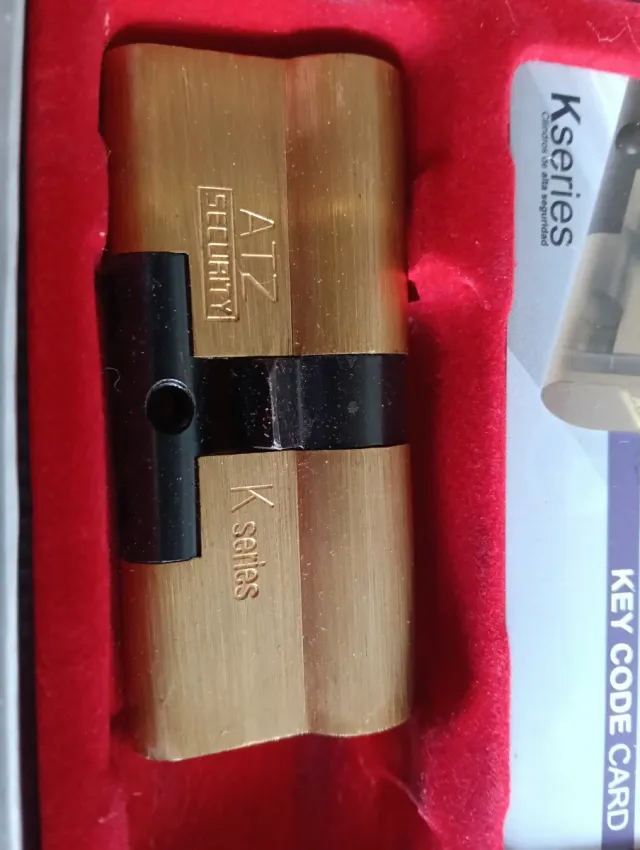 ATZ
SECURITY
K series
Kseries
Cilindros de alta seguridad
KEY CODE CARD